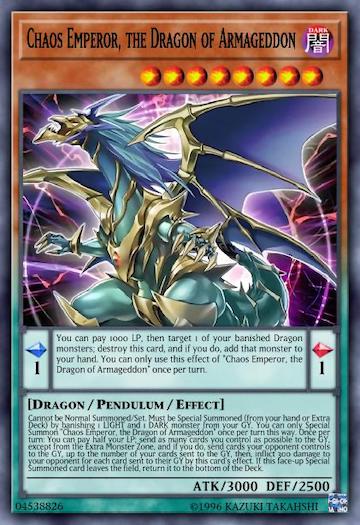 CHAOS EMPEROR, THE DRAGON OF ARMAGEDDON
DARK
闇
You can pay 1000 LP, then target 1 of your banished Dragon
monsters; destroy this card, and if you do, add that monster to
your hand. You can only use this effect of "Chaos Emperor, the
Dragon of Armageddon" once per turn.
1
1
[DRAGON / PENDULUM / EFFECT]
Cannot be Normal Summoned/Set. Must be Special Summoned (from your hand or Extra
Deck) by banishing 1 LIGHT and 1 DARK monster from your GY. You can only Special
Summon "Chaos Emperor, the Dragon of Armageddon" once per turn this way. Once per
turn: You can pay half your LP; send as many cards you control as possible to the GY,
except from the Extra Monster Zone, and if you do, send cards your opponent controls
to the GY, up to the number of your cards sent to the GY, then, inflict 300 damage to
your opponent for each card sent to their GY by this card's effect. If this face-up Special
Summoned card leaves the field, return it to the bottom of the Deck.
ATK/3000 DEF/2500
04538826
©1996 KAZUKI TAKAHSHI